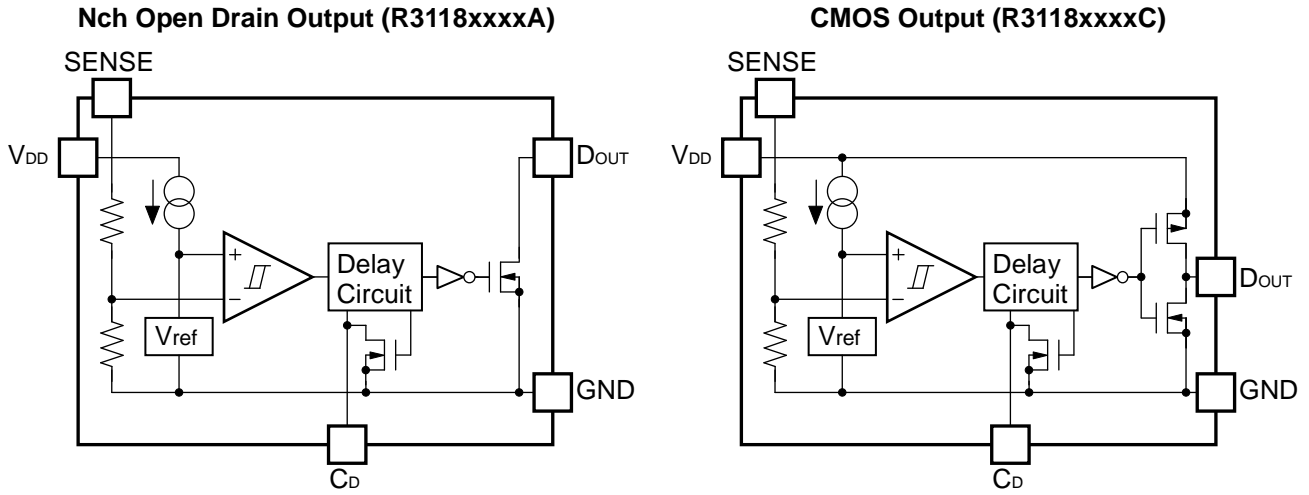 Nch Open Drain Output (R3118xxxxA)
SENSE
VDD
DOUT
+
−
Delay
Circuit
Vref
GND
CD
CMOS Output (R3118xxxxC)
SENSE
VDD
+
−
Delay
Circuit
DOUT
Vref
GND
CD